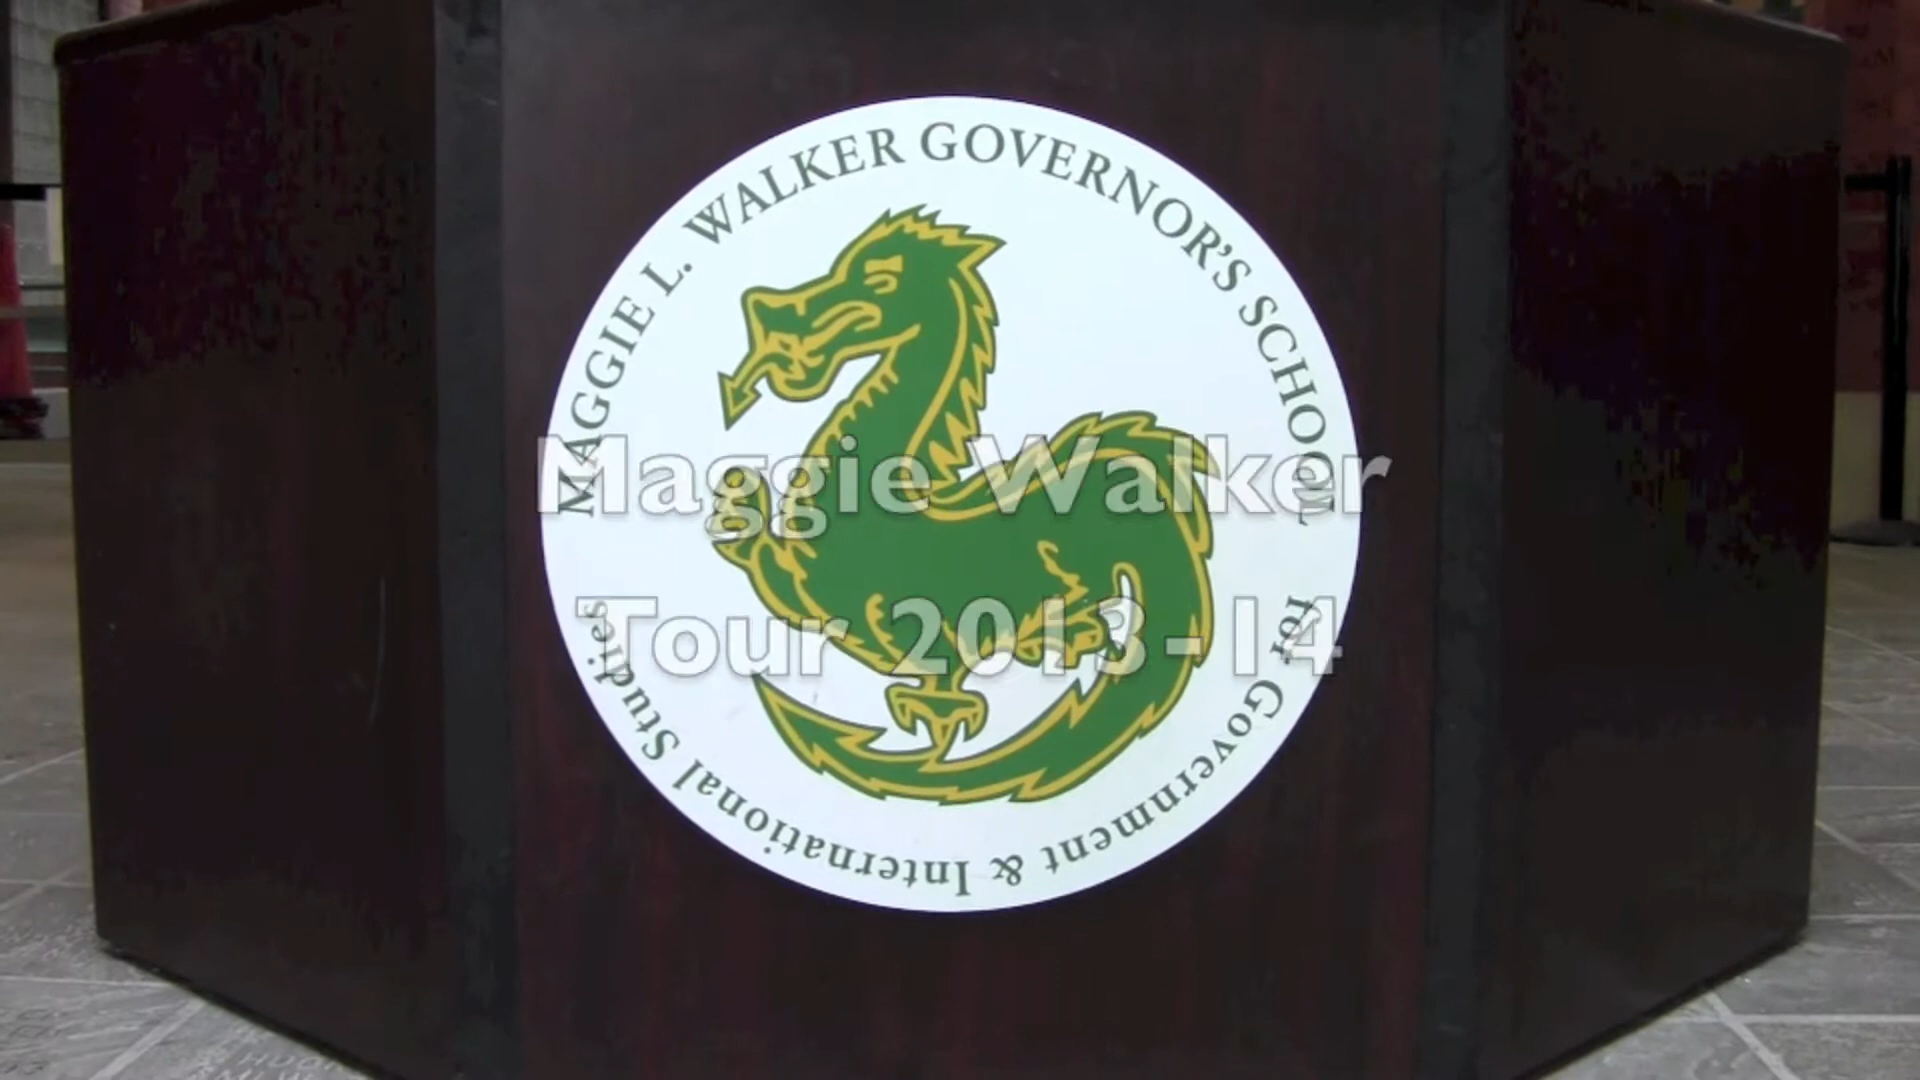 MAGGIE L. WALKER GOVERNOR'S SCHOOL
for Government & International Studies
Maggie Walker
Tour 2013-14